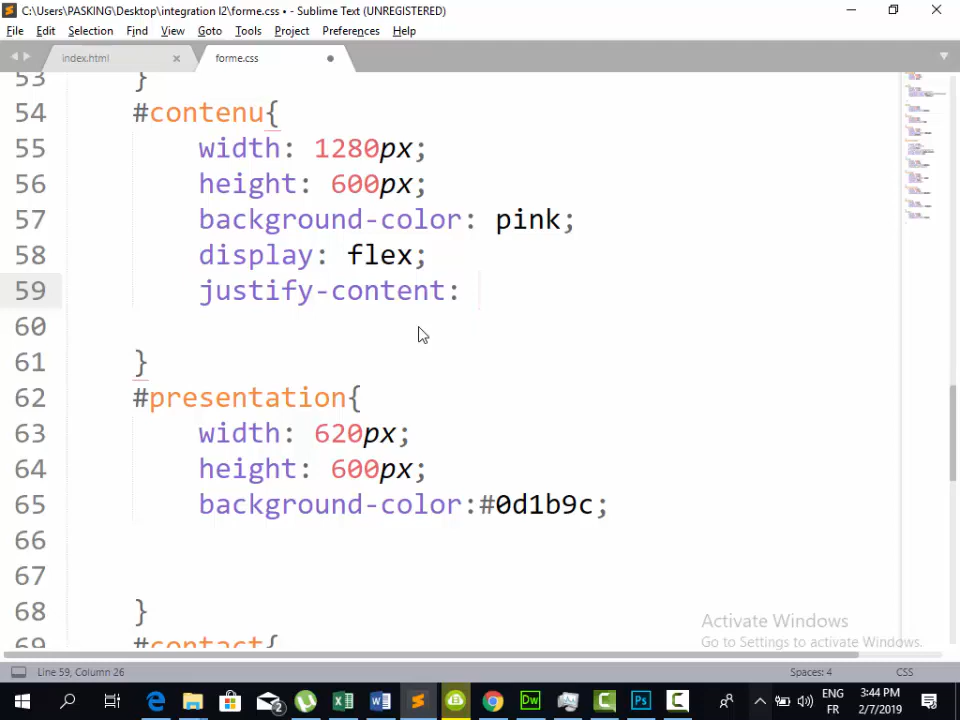 C:\Users\PASKING\Desktop\integration l2\forme.css • - Sublime Text (UNREGISTERED)
File Edit Selection Find View Goto Tools Project Preferences Help
index.html forme.css
53 }
54 #contenu{
55 width: 1280px;
56 height: 600px;
57 background-color: pink;
58 display: flex;
59 justify-content:
60
61 }
62 #presentation{
63 width: 620px;
64 height: 600px;
65 background-color:#0d1b9c;
66
67
68 }
69 #contact{
Activate Windows
Go to Settings to activate Windows.
Line 59, Column 26 Spaces: 4 CSS
2 W Dw Ps C C ENG 3:44 PM
FR 2/7/2019